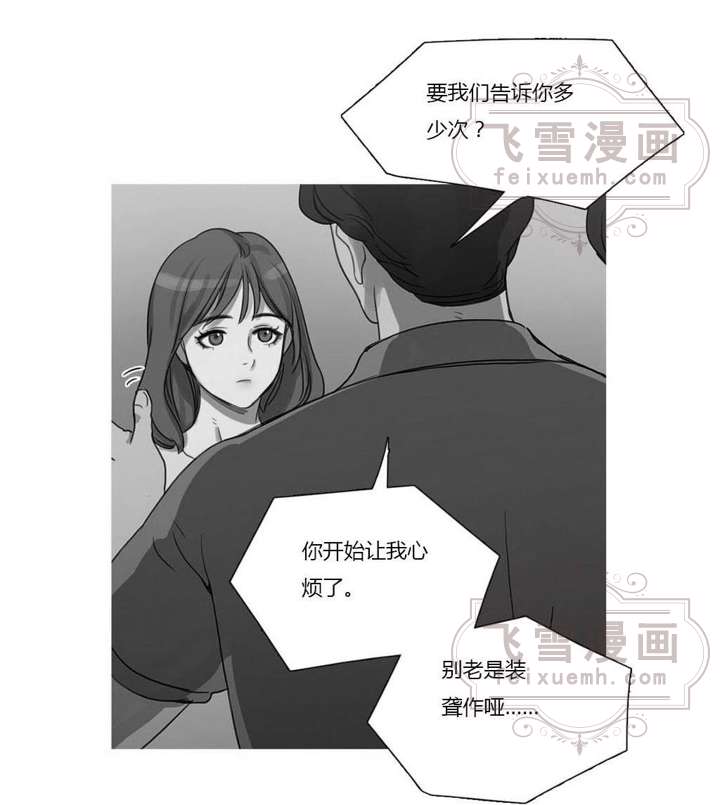 要我们告诉你多
少次？
飞雪漫画
feixuemh.com
你开始让我心
烦了。
飞雪漫画
feixuemh.com
别老是装
聋作哑……